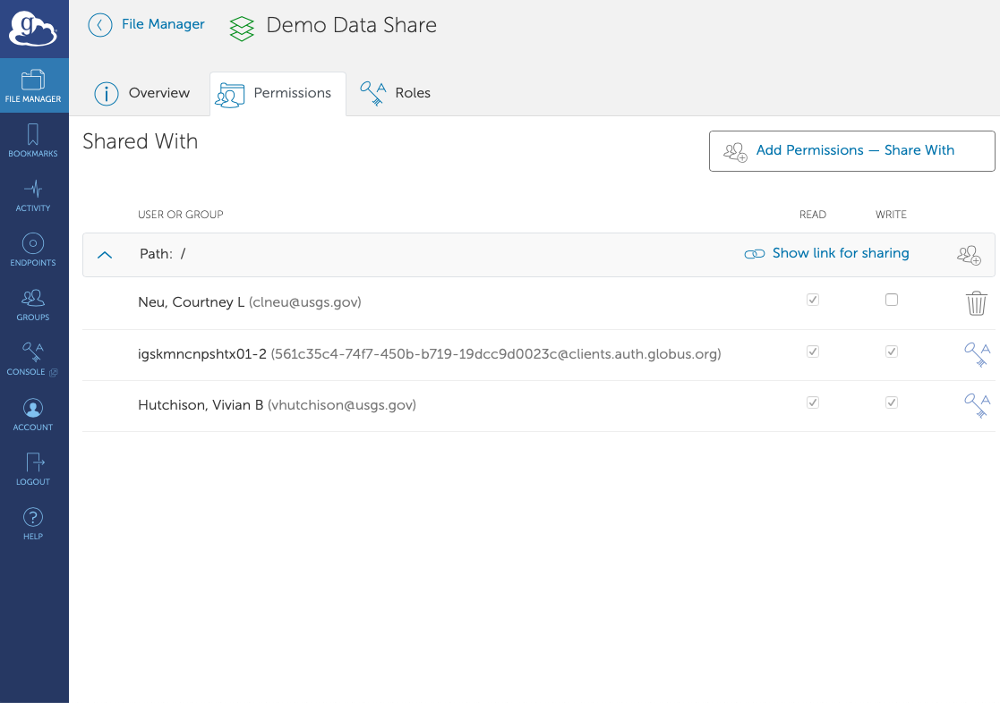 g
FILE MANAGER
BOOKMARKS
ACTIVITY
ENDPOINTS
GROUPS
CONSOLE
ACCOUNT
LOGOUT
HELP
File Manager
Demo Data Share
Overview
Permissions
Roles
Shared With
Add Permissions — Share With
USER OR GROUP READ WRITE
Path: / Show link for sharing
Neu, Courtney L (clneu@usgs.gov)
igskmncnpshtx01-2 (561c35c4-74f7-450b-b719-19dcc9d0023c@clients.auth.globus.org)
Hutchison, Vivian B (vhutchison@usgs.gov)